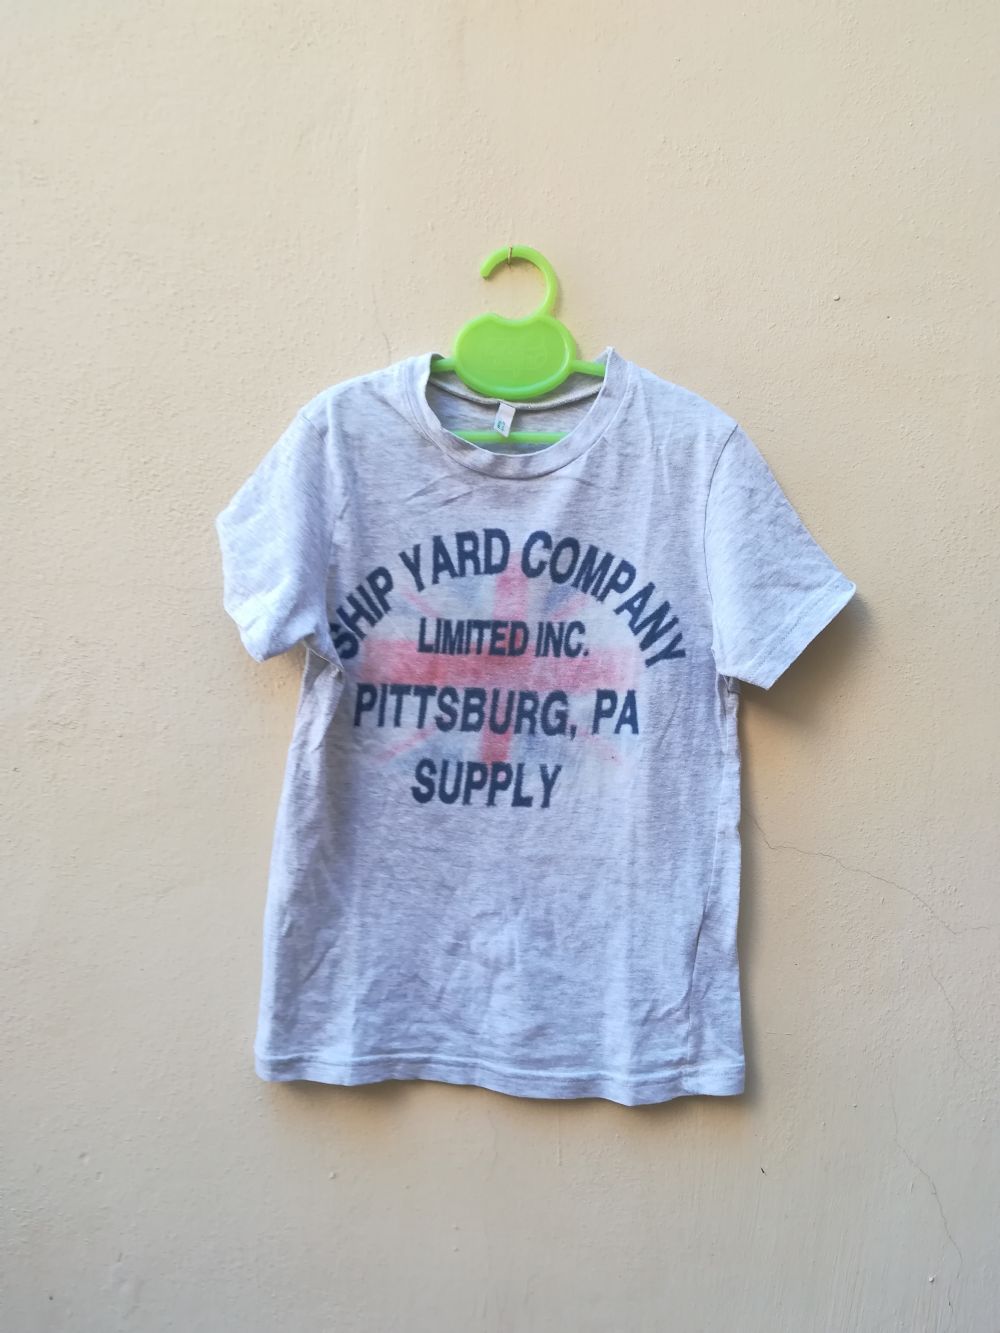 SHIP YARD COMPANY
LIMITED INC.
PITTSBURG, PA
SUPPLY